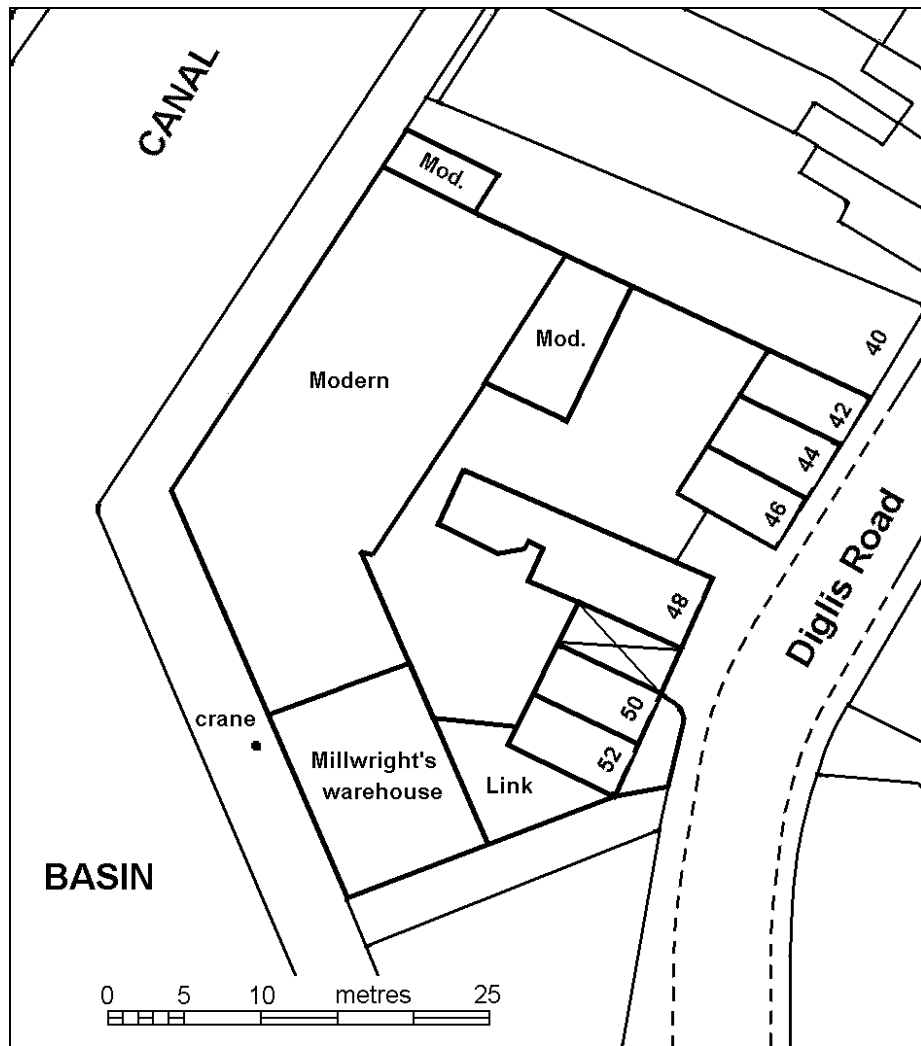 CANAL
Mod.
Mod.
Modern
40
42
44
46
48
Diglis Road
50
52
crane
Millwright's
warehouse
Link
BASIN
0 5 10 metres 25